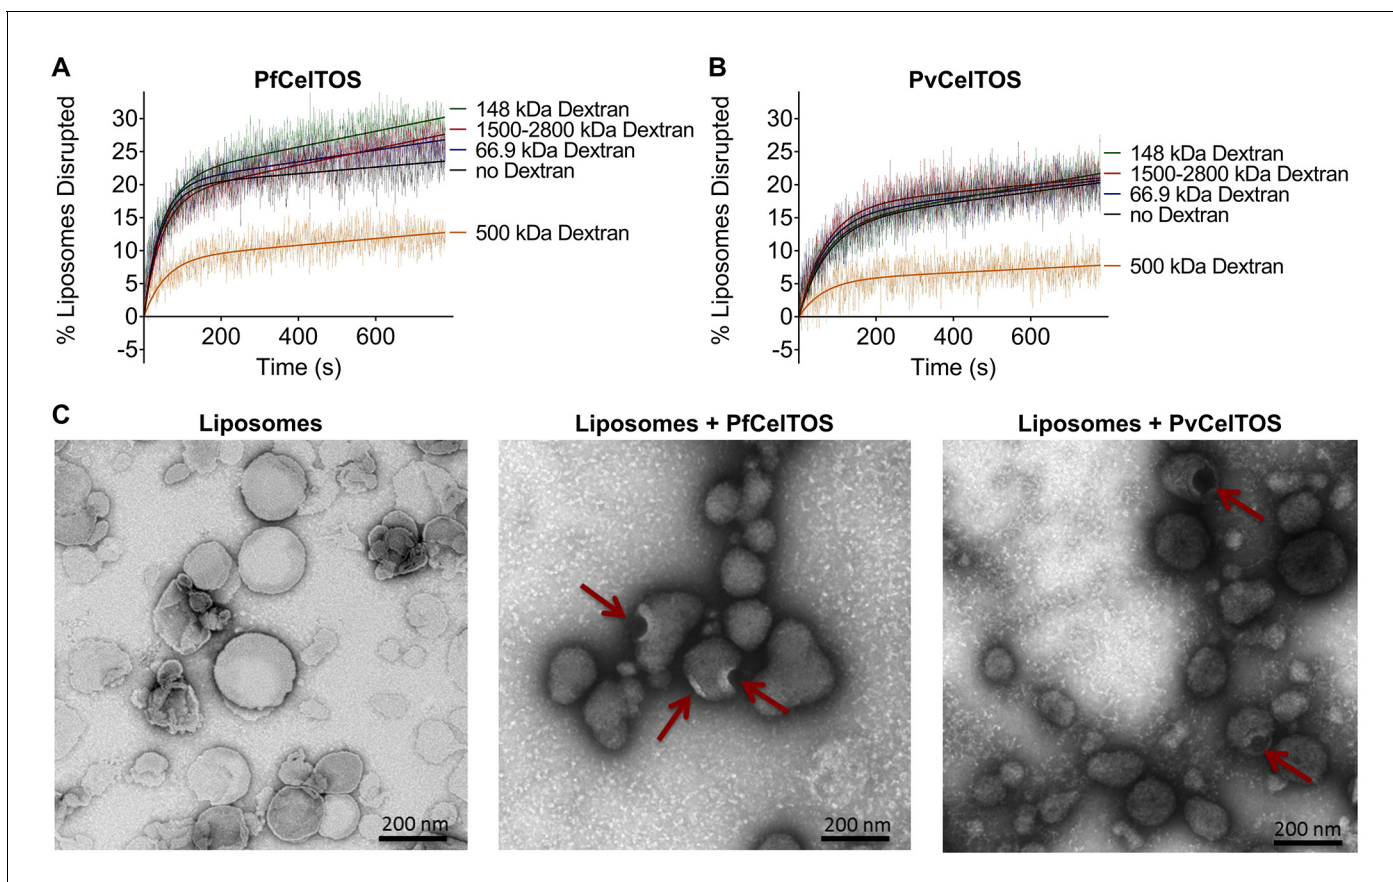 A
PfCelTOS
% Liposomes Disrupted
30
25
20
15
10
5
0
-5
200
400
600
Time (s)
148 kDa Dextran
1500-2800 kDa Dextran
66.9 kDa Dextran
no Dextran
500 kDa Dextran
B
PvCelTOS
% Liposomes Disrupted
30
25
20
15
10
5
0
-5
200
400
600
Time (s)
148 kDa Dextran
1500-2800 kDa Dextran
66.9 kDa Dextran
no Dextran
500 kDa Dextran
C
Liposomes
200 nm
Liposomes + PfCelTOS
200 nm
Liposomes + PvCelTOS
200 nm